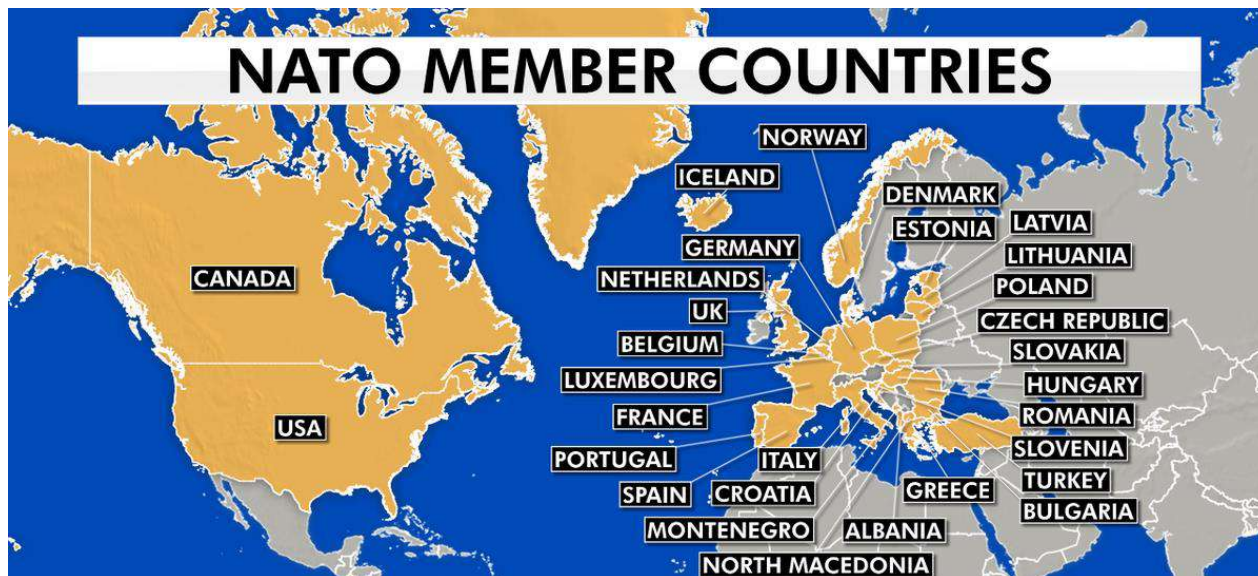 NATO MEMBER COUNTRIES
NORWAY
ICELAND
DENMARK
ESTONIA
LATVIA
GERMANY
LITHUANIA
CANADA
NETHERLANDS
POLAND
UK
CZECH REPUBLIC
BELGIUM
SLOVAKIA
LUXEMBOURG
HUNGARY
FRANCE
ROMANIA
USA
SLOVENIA
PORTUGAL
ITALY
TURKEY
SPAIN
CROATIA
GREECE
BULGARIA
MONTENEGRO
ALBANIA
NORTH MACEDONIA